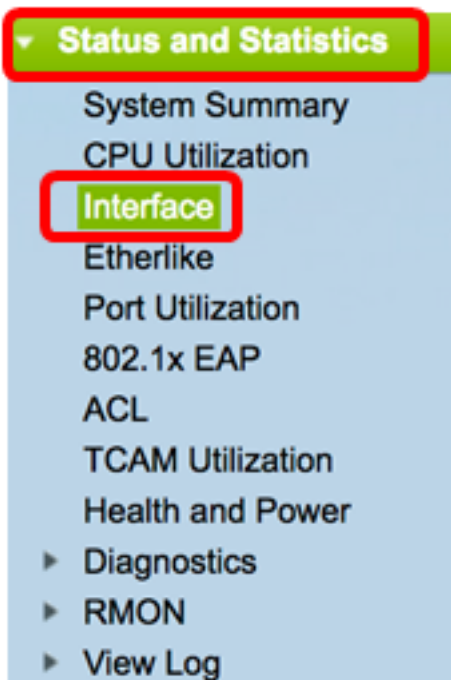 Status and Statistics
System Summary
CPU Utilization
Interface
Etherlike
Port Utilization
802.1x EAP
ACL
TCAM Utilization
Health and Power
Diagnostics
RMON
View Log